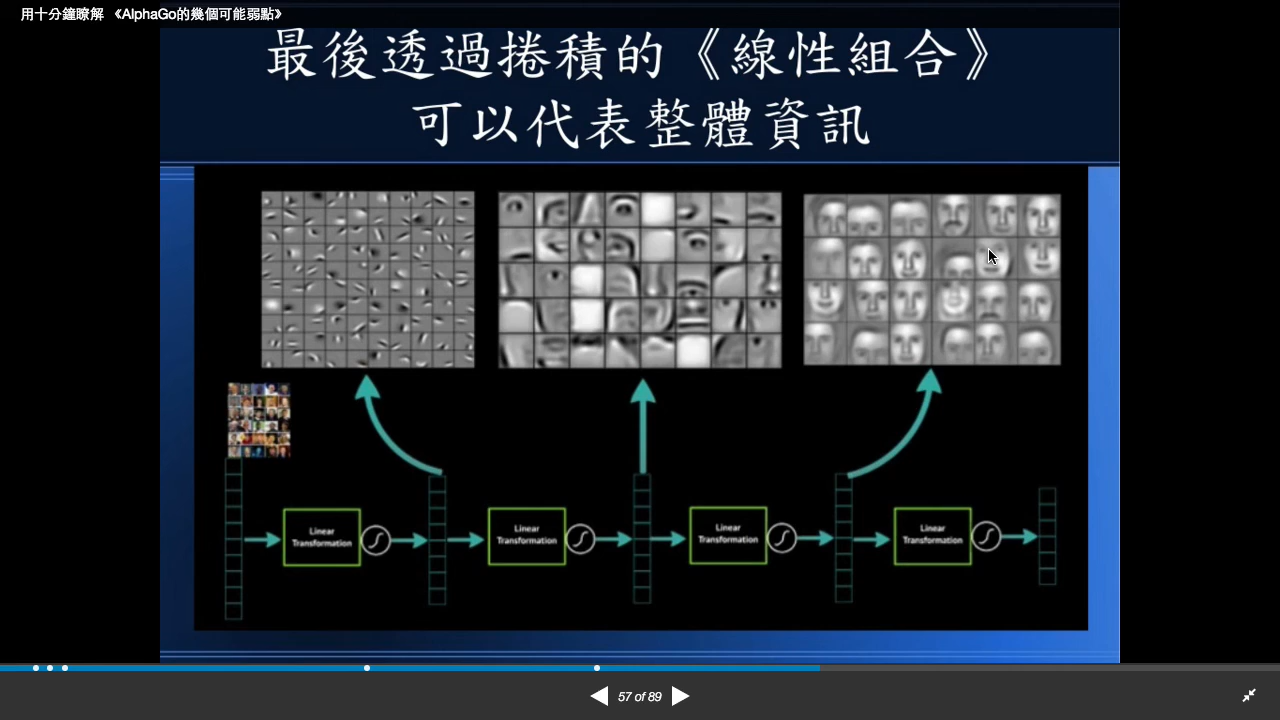 用十分鐘瞭解 《AlphaGo的幾個可能弱點》
最後透過捲積的《線性組合》
可以代表整體資訊
Linear
Transformation
Linear
Transformation
Linear
Transformation
Linear
Transformation
57 of 89